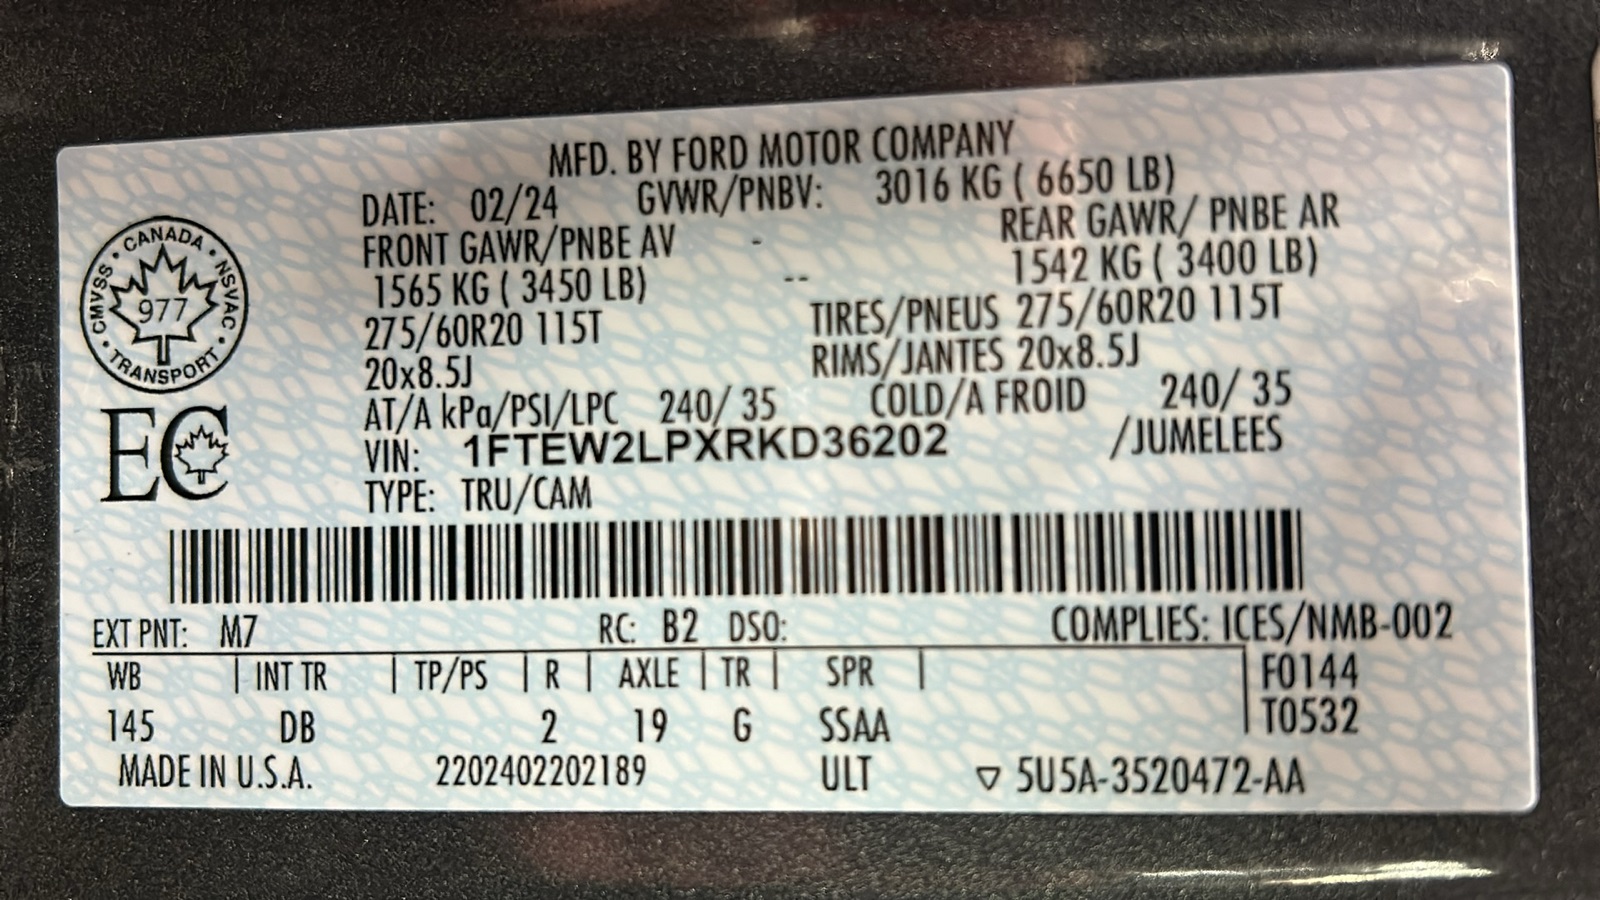 MFD. BY FORD MOTOR COMPANY
DATE: 02/24 GVWR/PNBV: 3016 KG ( 6650 LB)
FRONT GAWR/PNBE AV - REAR GAWR/ PNBE AR
1565 KG ( 3450 LB) -- 1542 KG ( 3400 LB)
275/60R20 115T TIRES/PNEUS 275/60R20 115T
20x8.5J RIMS/JANTES 20x8.5J
AT/A kPa/PSI/LPC 240/ 35 COLD/A FROID 240/ 35
VIN: 1FTEW2LPXRKD36202 /JUMELEES
TYPE: TRU/CAM
CANADA
CMVSS 977 NSVAC
TRANSPORT
EC
EXT PNT: M7 RC: B2 DSO: COMPLIES: ICES/NMB-002
WB | INT TR | TP/PS | R | AXLE | TR | SPR | F0144
145 DB 2 19 G SSAA T0532
MADE IN U.S.A. 2202402202189 ULT ▽ 5U5A-3520472-AA